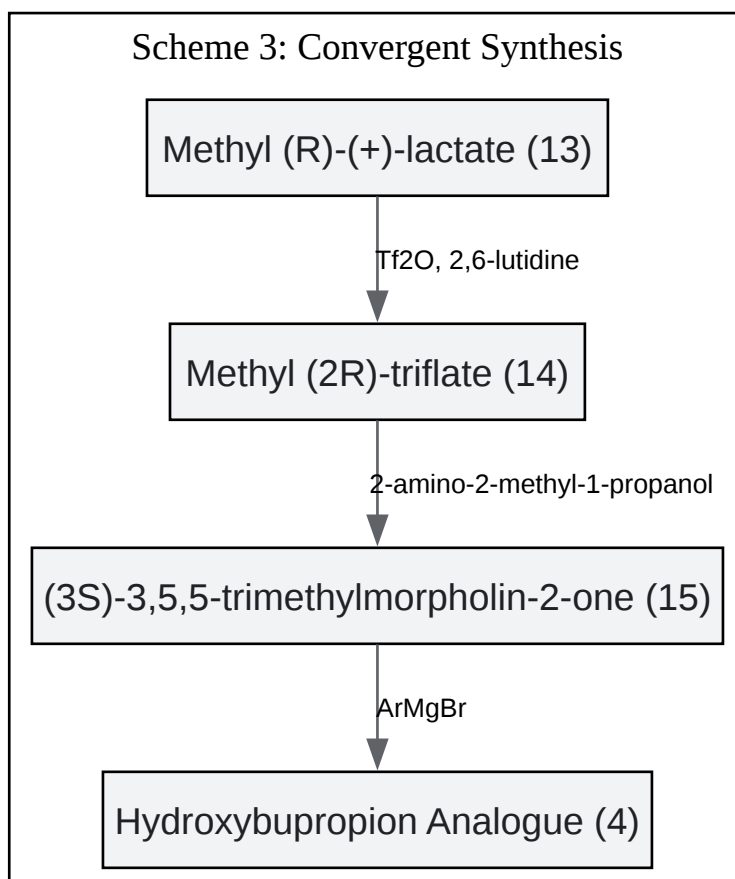 Scheme 3: Convergent Synthesis
Methyl (R)-(+)-lactate (13)
Tf2O, 2,6-lutidine
Methyl (2R)-triflate (14)
2-amino-2-methyl-1-propanol
(3S)-3,5,5-trimethylmorpholin-2-one (15)
ArMgBr
Hydroxybupropion Analogue (4)